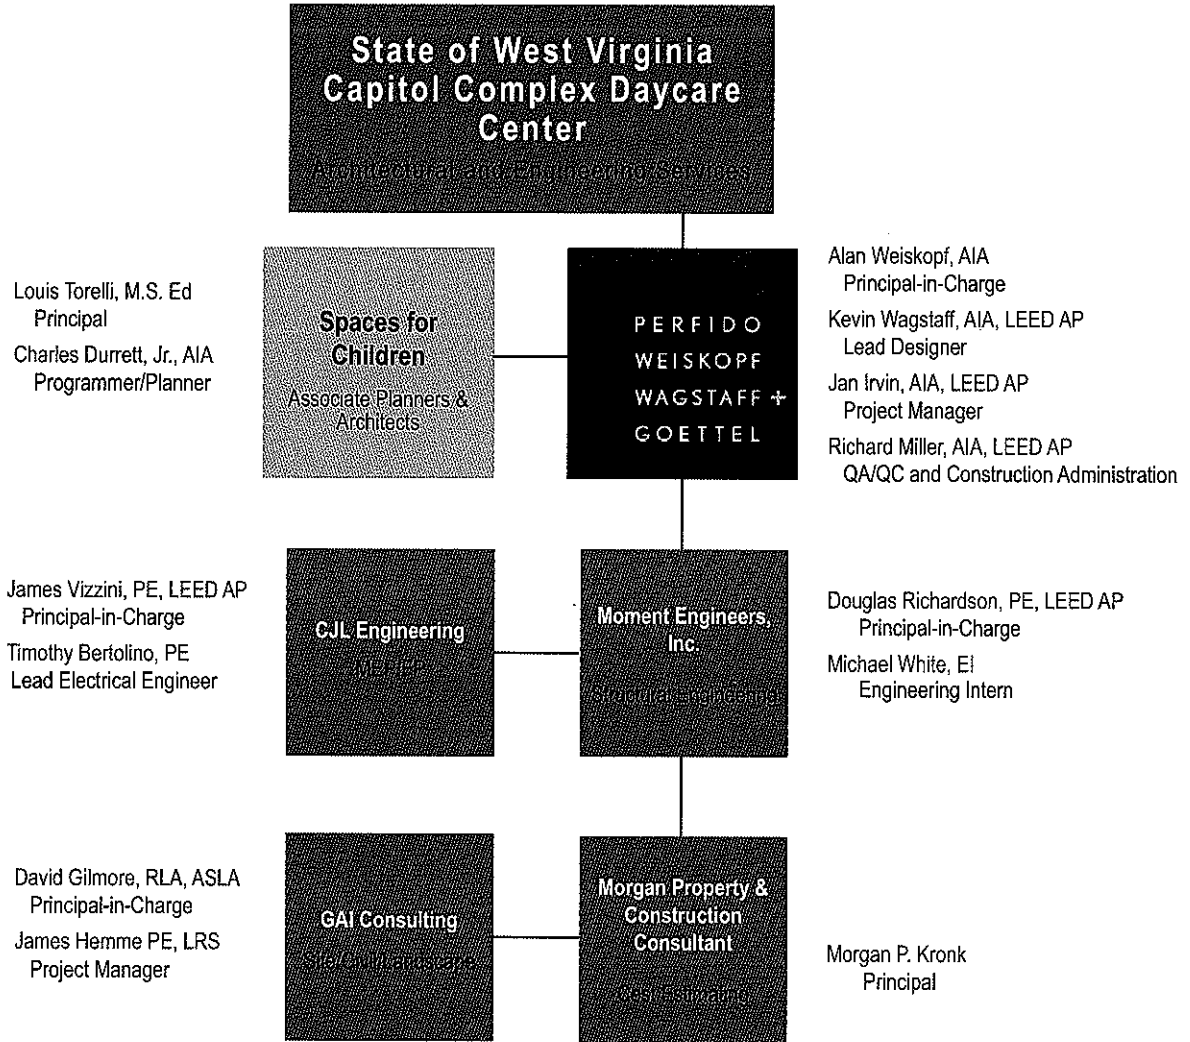 State of West Virginia
Capitol Complex Daycare
Center
Architectural and Engineering Services
Louis Torelli, M.S. Ed
Principal
Charles Durrett, Jr., AIA
Programmer/Planner
Spaces for
Children
Associate Planners &
Architects
PERFIDO
WEISKOPF
WAGSTAFF +
GOETTEL
Alan Weiskopf, AIA
Principal-in-Charge
Kevin Wagstaff, AIA, LEED AP
Lead Designer
Jan Irvin, AIA, LEED AP
Project Manager
Richard Miller, AIA, LEED AP
QA/QC and Construction Administration
James Vizzini, PE, LEED AP
Principal-in-Charge
Timothy Bertolino, PE
Lead Electrical Engineer
CJL Engineering
Moment Engineers,
Inc.
Structural Engineering
Douglas Richardson, PE, LEED AP
Principal-in-Charge
Michael White, EI
Engineering Intern
David Gilmore, RLA, ASLA
Principal-in-Charge
James Hemme PE, LRS
Project Manager
GAI Consulting
Site/Civil/Landscape
Morgan Property &
Construction
Consultant
Cost Estimating
Morgan P. Kronk
Principal